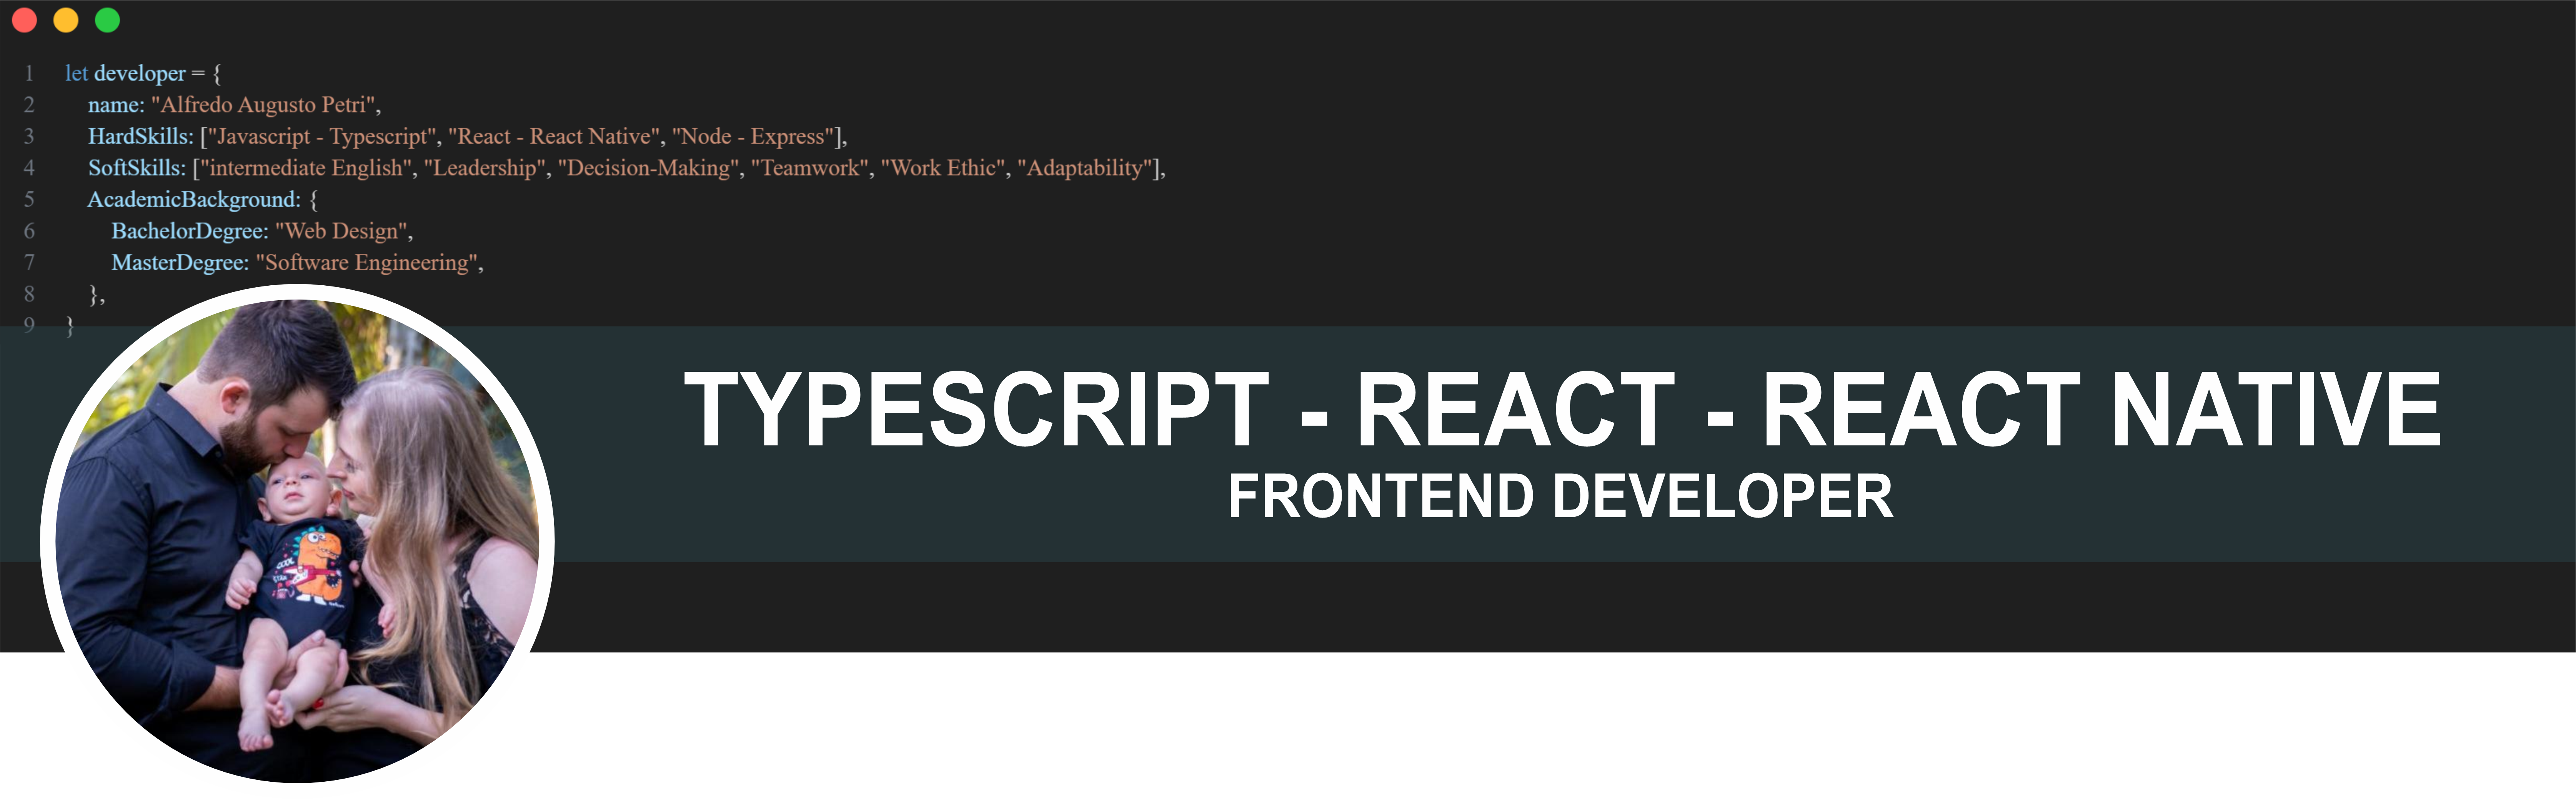 1 let developer = {
2 name: "Alfredo Augusto Petri",
3 HardSkills: ["Javascript - Typescript", "React - React Native", "Node - Express"],
4 SoftSkills: ["intermediate English", "Leadership", "Decision-Making", "Teamwork", "Work Ethic", "Adaptability"],
5 AcademicBackground: {
6 BachelorDegree: "Web Design",
7 MasterDegree: "Software Engineering",
8 },
9 }
TYPESCRIPT - REACT - REACT NATIVE
FRONTEND DEVELOPER
COOL